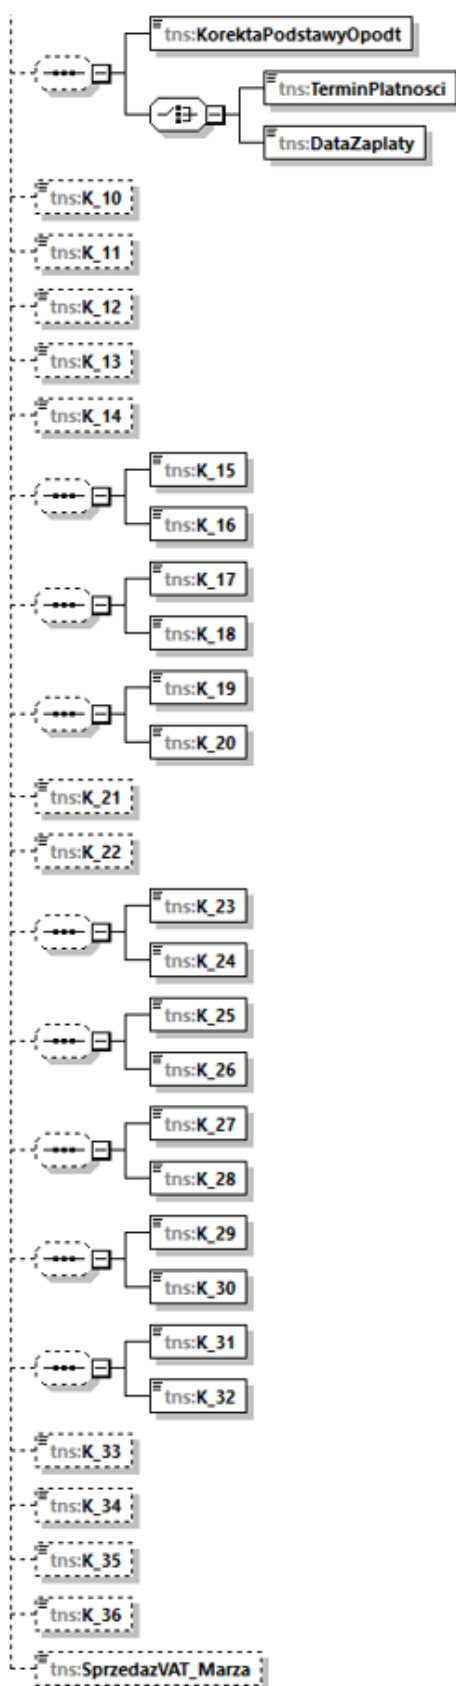 tns:KorektaPodstawyOpodt
tns:TerminPlatnosci
tns:DataZaplaty
tns:K_10
tns:K_11
tns:K_12
tns:K_13
tns:K_14
tns:K_15
tns:K_16
tns:K_17
tns:K_18
tns:K_19
tns:K_20
tns:K_21
tns:K_22
tns:K_23
tns:K_24
tns:K_25
tns:K_26
tns:K_27
tns:K_28
tns:K_29
tns:K_30
tns:K_31
tns:K_32
tns:K_33
tns:K_34
tns:K_35
tns:K_36
tns:SprzedazVAT_Marza